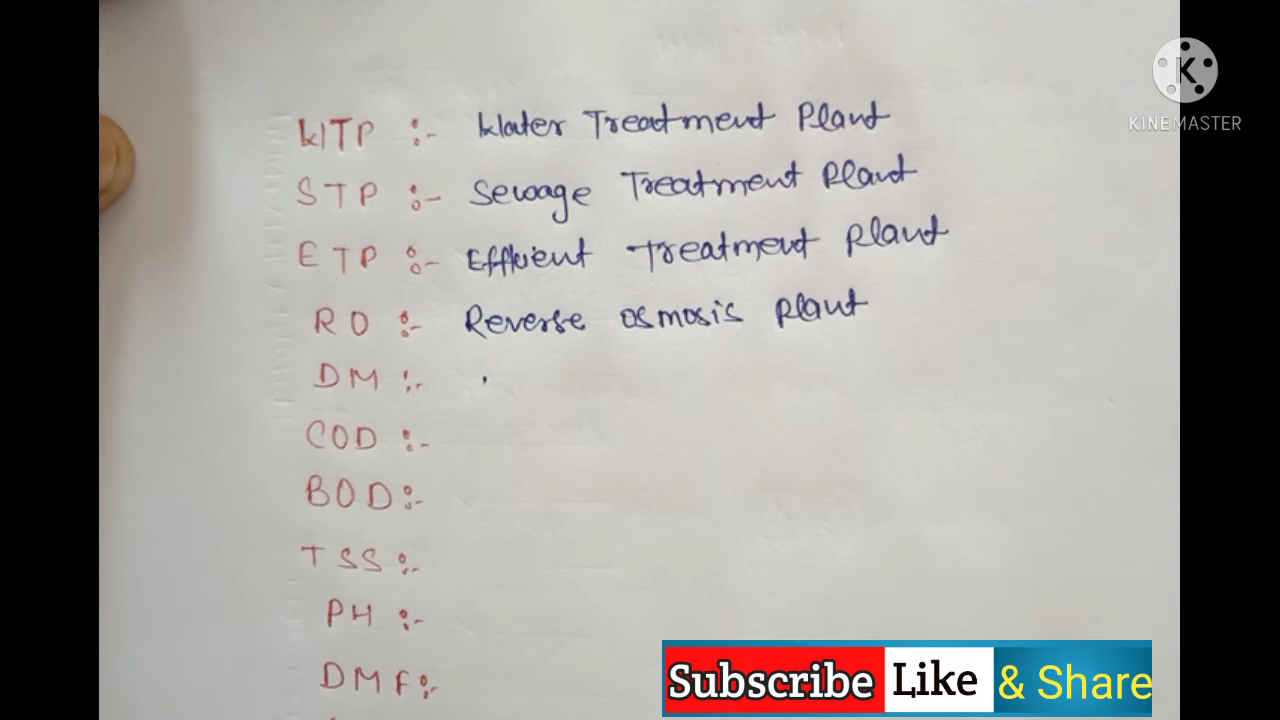 WTP :- Water Treatment Plant
STP :- Sewage Treatment Plant
ETP :- Effluent Treatment Plant
RO :- Reverse osmosis Plant
DM :-
COD :-
BOD :-
TSS :-
PH :-
DMF :-
K
KINEMASTER
Subscribe Like & Share